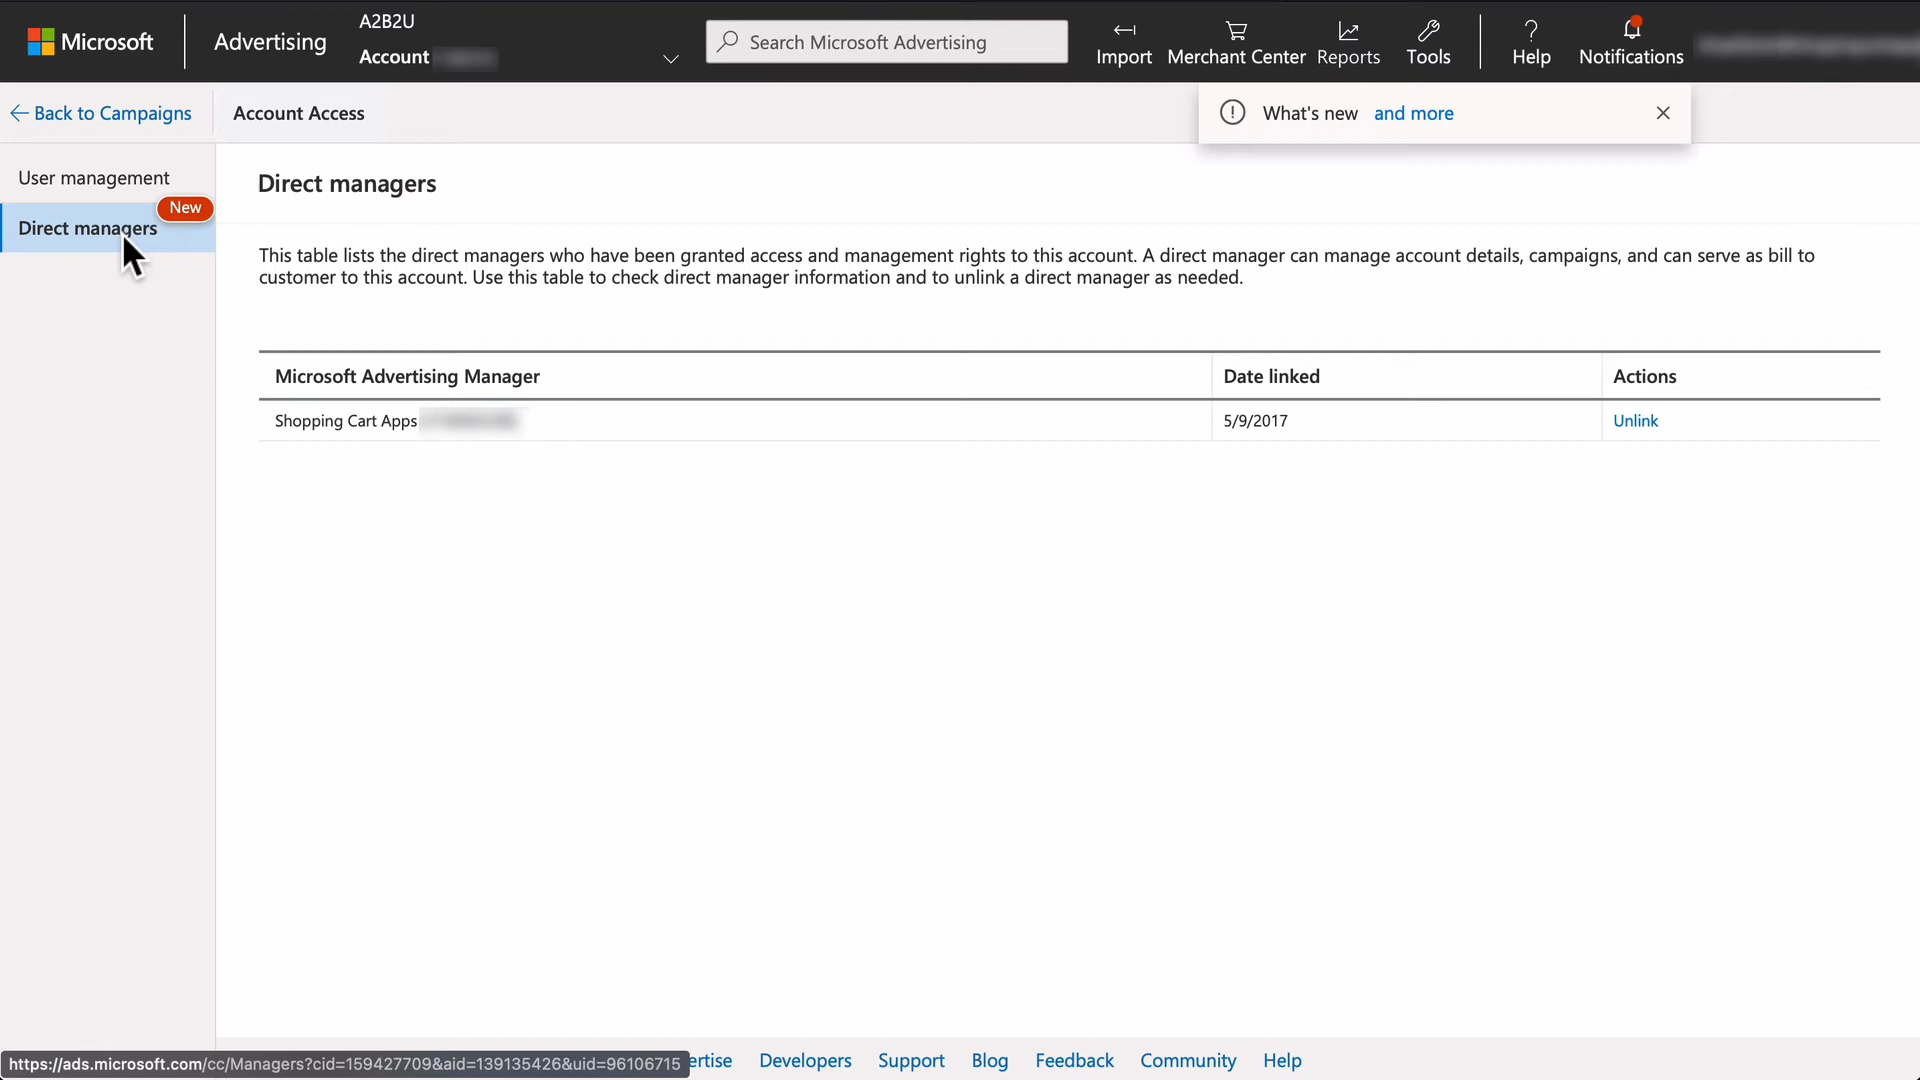 Microsoft
Advertising
A2B2U
Account
Search Microsoft Advertising
Import
Merchant Center
Reports
Tools
Help
Notifications
Back to Campaigns
Account Access
What's new and more
User management
New
Direct managers
Direct managers
This table lists the direct managers who have been granted access and management rights to this account. A direct manager can manage account details, campaigns, and can serve as bill to
customer to this account. Use this table to check direct manager information and to unlink a direct manager as needed.
Microsoft Advertising Manager Date linked Actions
Shopping Cart Apps 5/9/2017 Unlink
https://ads.microsoft.com/cc/Managers?cid=159427709&aid=139135426&uid=96106715
ertise Developers Support Blog Feedback Community Help